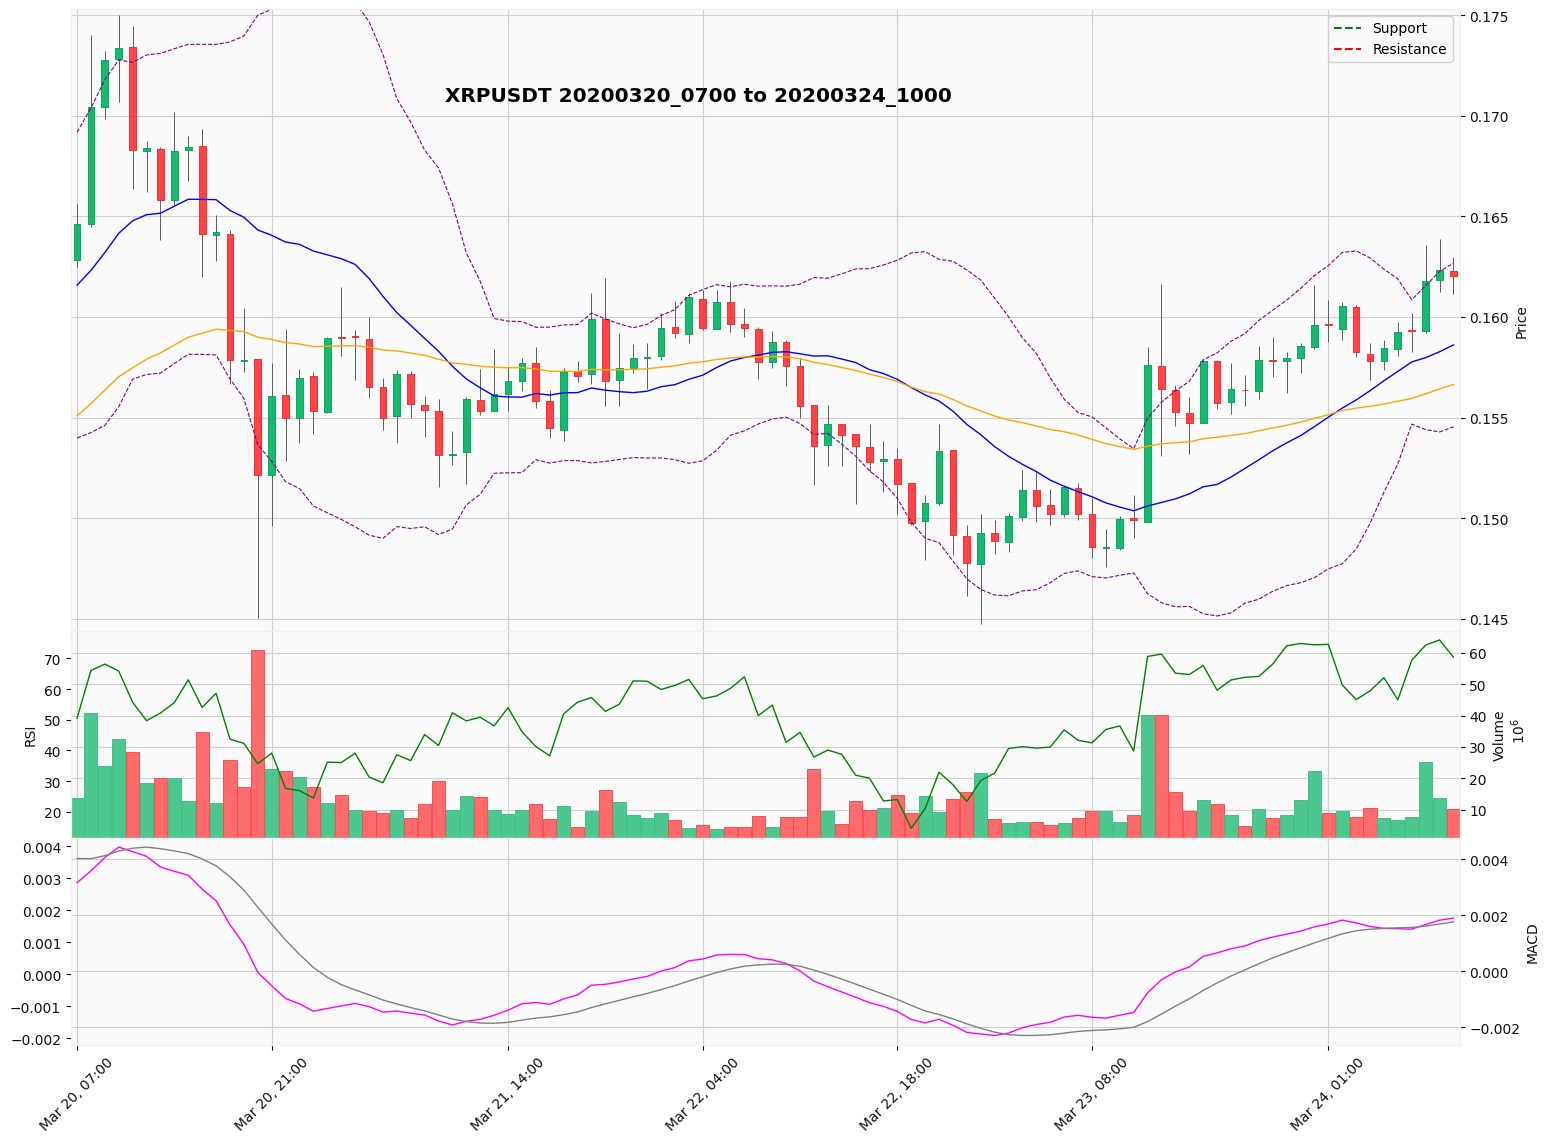 XRPUSDT 20200320_0700 to 20200324_1000
Support
Resistance
0.175
0.170
0.165
0.160
0.155
0.150
0.145
Price
70
60
50
40
30
20
RSI
60
50
40
30
20
10
Volume
10^6
0.004
0.003
0.002
0.001
0.000
−0.001
−0.002
0.004
0.002
0.000
−0.002
MACD
Mar 20, 07:00
Mar 20, 21:00
Mar 21, 14:00
Mar 22, 04:00
Mar 22, 18:00
Mar 23, 08:00
Mar 24, 01:00